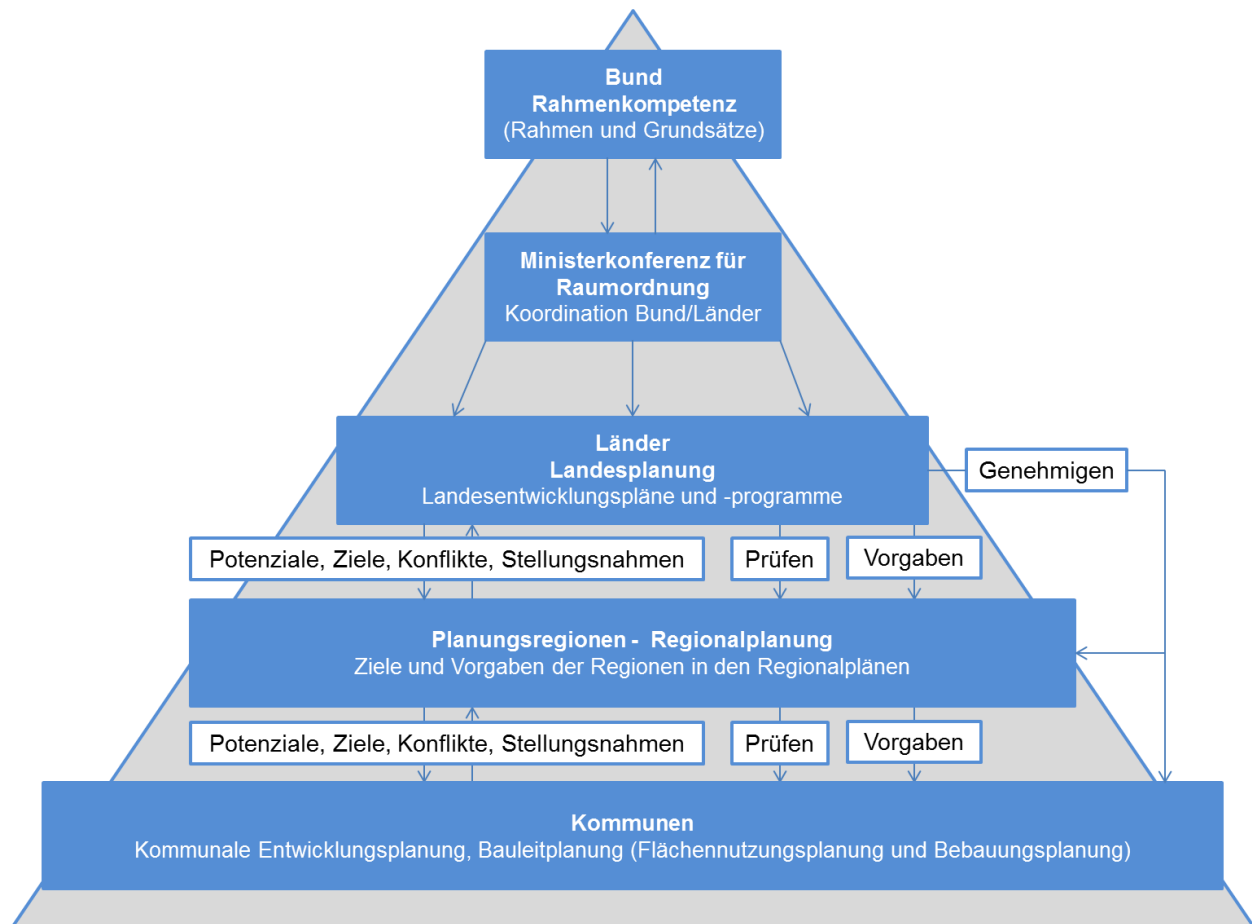 Bund
Rahmenkompetenz
(Rahmen und Grundsätze)
Ministerkonferenz für
Raumordnung
Koordination Bund/Länder
Länder
Landesplanung
Landesentwicklungspläne und -programme
Genehmigen
Potenziale, Ziele, Konflikte, Stellungsnahmen
Prüfen
Vorgaben
Planungsregionen - Regionalplanung
Ziele und Vorgaben der Regionen in den Regionalplänen
Potenziale, Ziele, Konflikte, Stellungsnahmen
Prüfen
Vorgaben
Kommunen
Kommunale Entwicklungsplanung, Bauleitplanung (Flächennutzungsplanung und Bebauungsplanung)